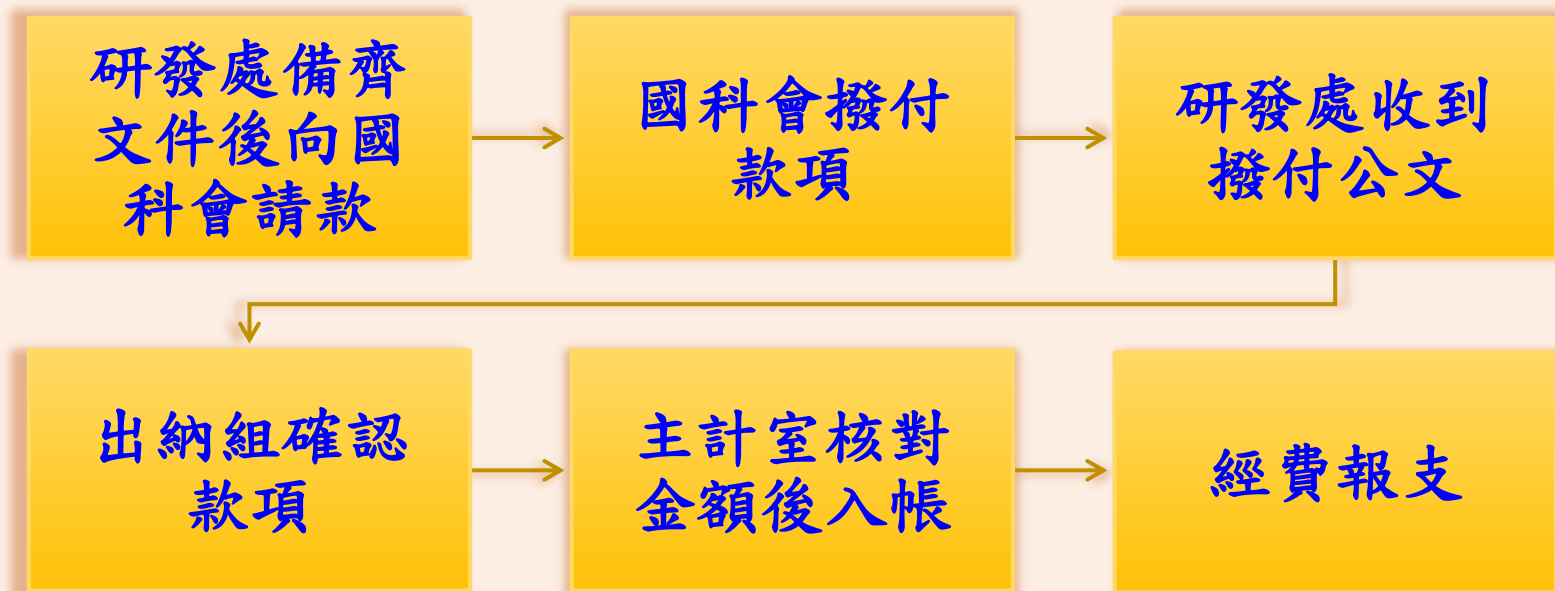 研發處備齊
文件後向國
科會請款
國科會撥付
款項
研發處收到
撥付公文
出納組確認
款項
主計室核對
金額後入帳
經費報支